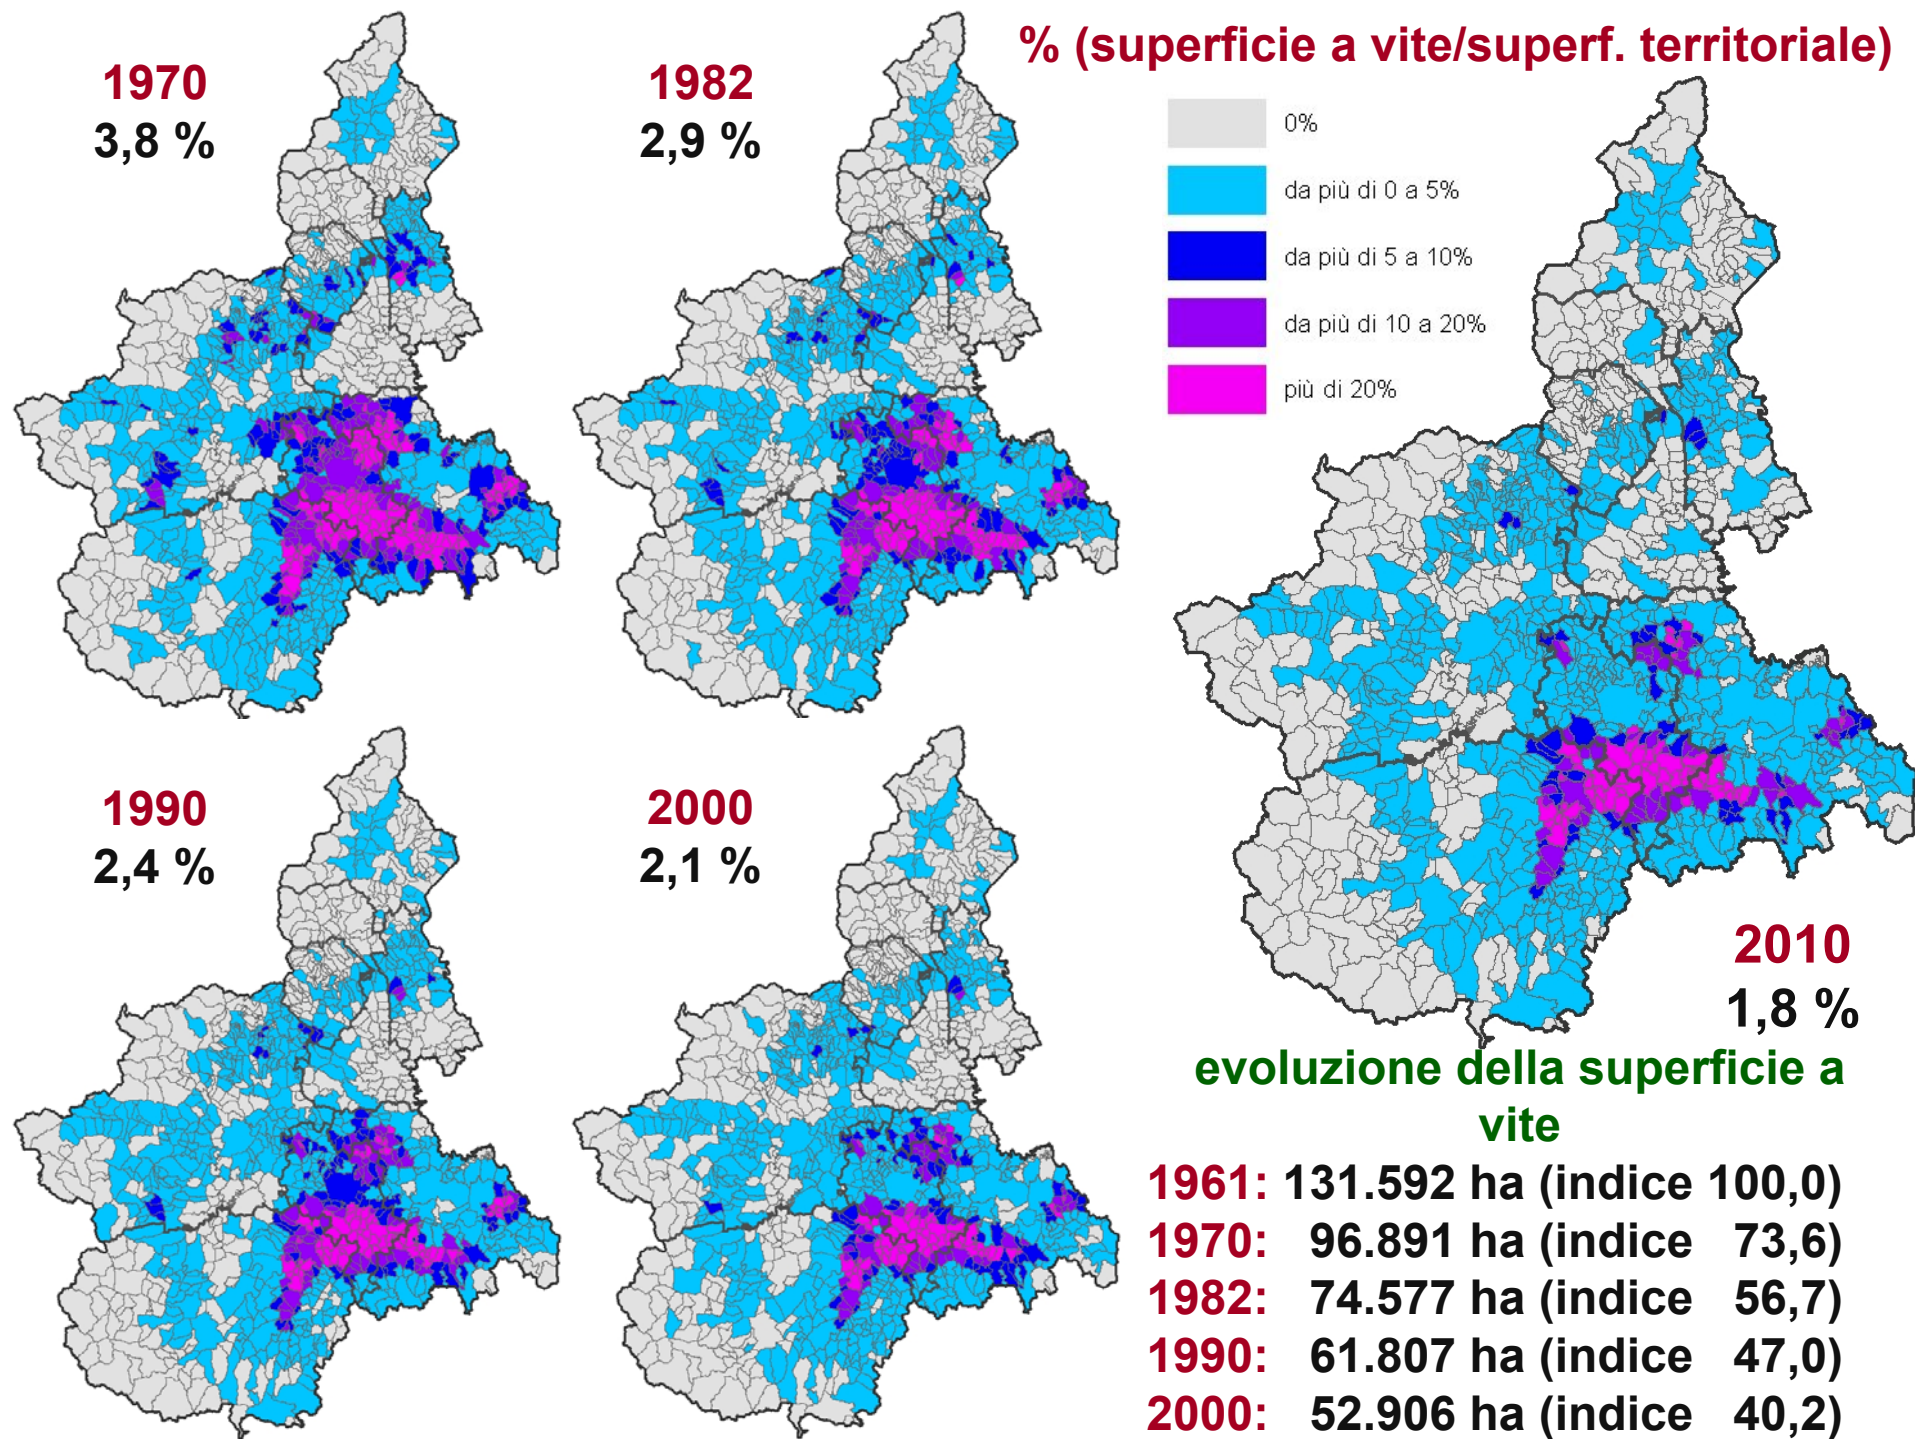 % (superficie a vite/superf. territoriale)
1970
3,8 %
1982
2,9 %
0%
da più di 0 a 5%
da più di 5 a 10%
da più di 10 a 20%
più di 20%
1990
2,4 %
2000
2,1 %
2010
1,8 %
evoluzione della superficie a
vite
1961: 131.592 ha (indice 100,0)
1970: 96.891 ha (indice 73,6)
1982: 74.577 ha (indice 56,7)
1990: 61.807 ha (indice 47,0)
2000: 52.906 ha (indice 40,2)